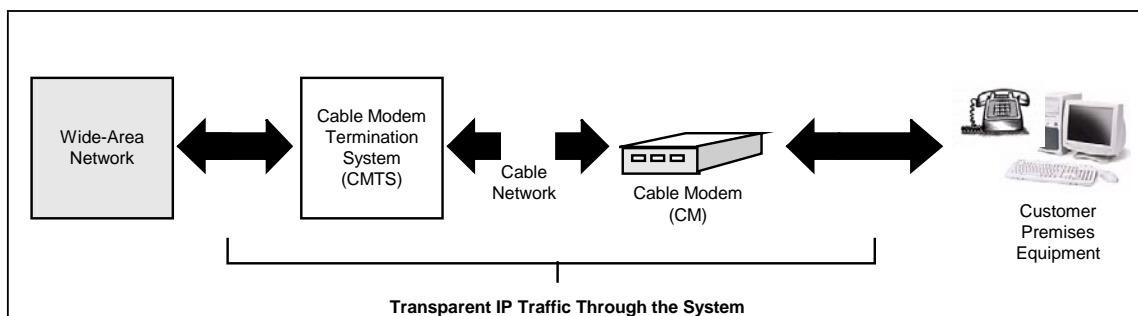 Wide-Area
Network
Cable Modem
Termination
System
(CMTS)
Cable
Network
Cable Modem
(CM)
Customer
Premises
Equipment
Transparent IP Traffic Through the System